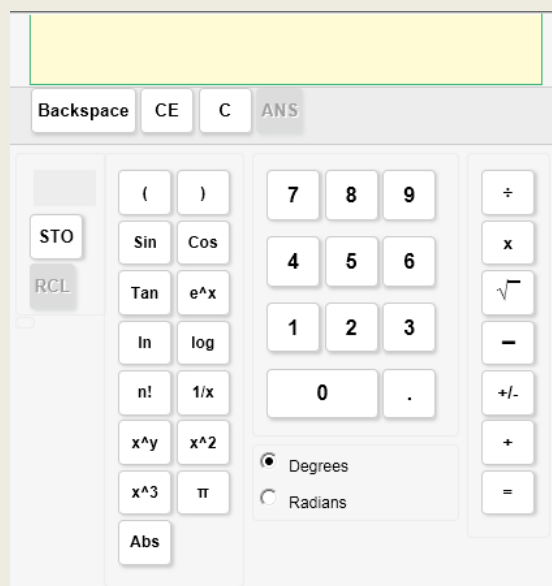 Backspace CE C ANS
( ) 7 8 9 ÷
STO Sin Cos 4 5 6 x
RCL Tan e^x √
ln log 1 2 3 −
n! 1/x 0 . +/-
x^y x^2 +
Degrees
x^3 π =
Radians
Abs